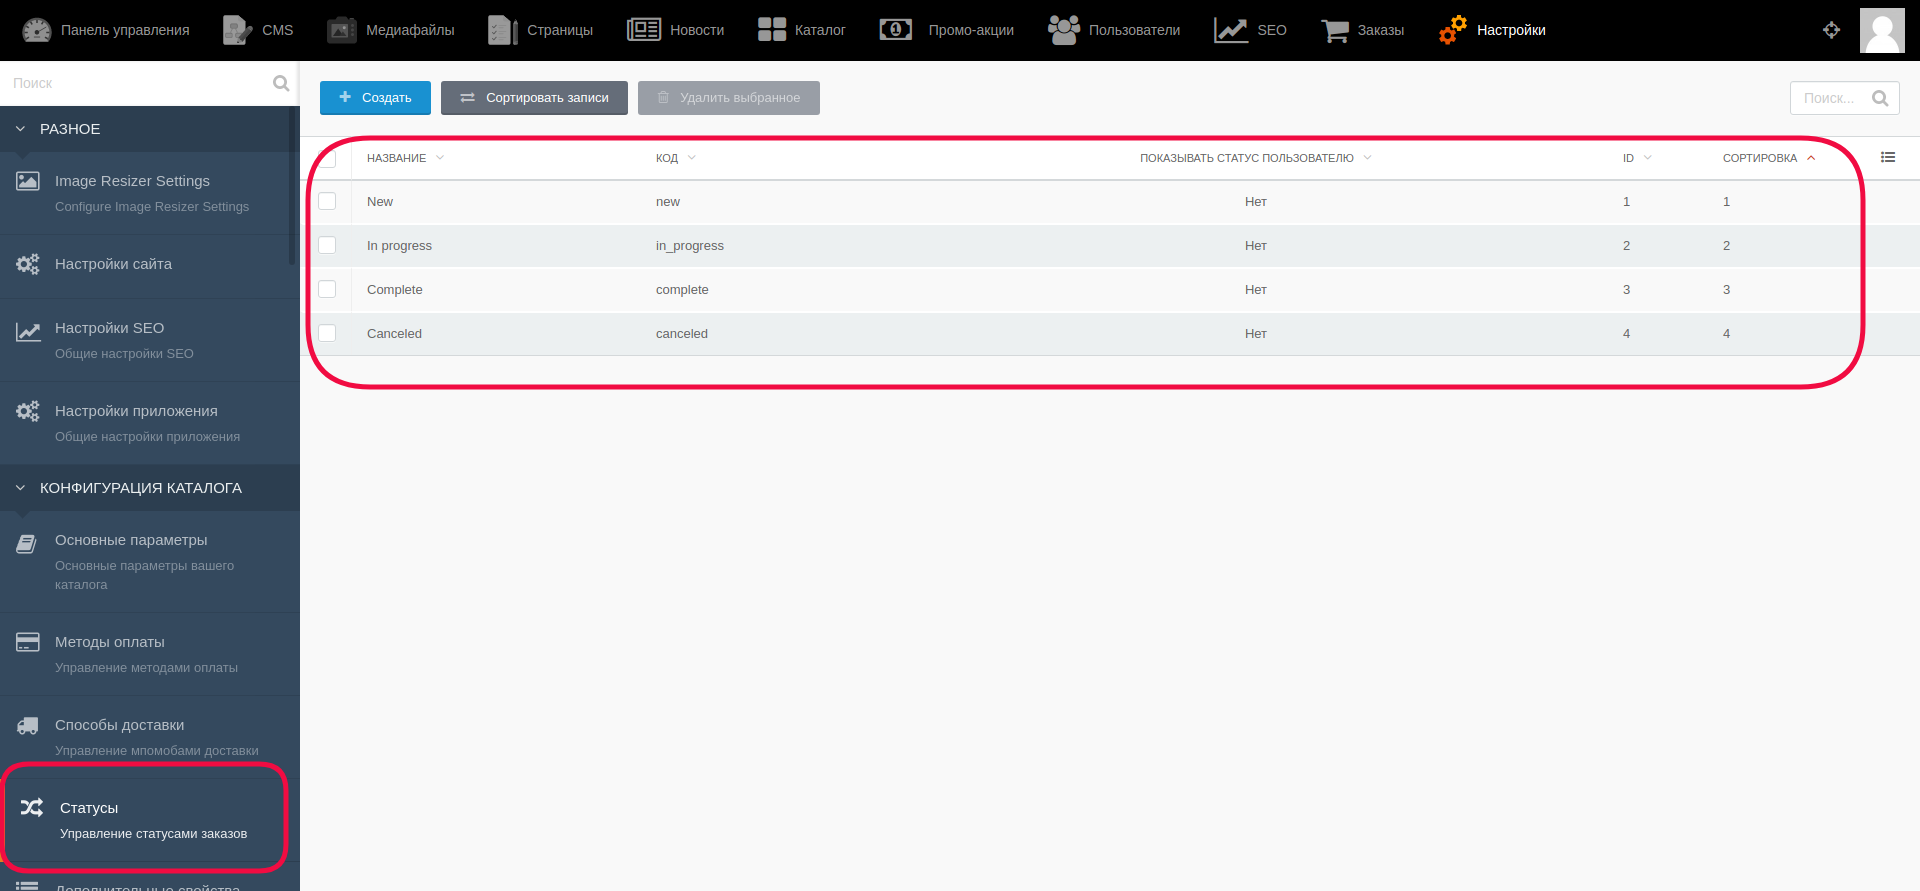 Панель управления
CMS
Медиафайлы
Страницы
Новости
Каталог
Промо-акции
Пользователи
SEO
Заказы
Настройки
Поиск
РАЗНОЕ
Image Resizer Settings
Configure Image Resizer Settings
Настройки сайта
Настройки SEO
Общие настройки SEO
Настройки приложения
Общие настройки приложения
КОНФИГУРАЦИЯ КАТАЛОГА
Основные параметры
Основные параметры вашего
каталога
Методы оплаты
Управление методами оплаты
Способы доставки
Управление мпомобами доставки
Статусы
Управление статусами заказов
Дополнительные свойства
Создать
Сортировать записи
Удалить выбранное
Поиск...
НАЗВАНИЕ КОД ПОКАЗЫВАТЬ СТАТУС ПОЛЬЗОВАТЕЛЮ ID СОРТИРОВКА
New new Нет 1 1
In progress in_progress Нет 2 2
Complete complete Нет 3 3
Canceled canceled Нет 4 4